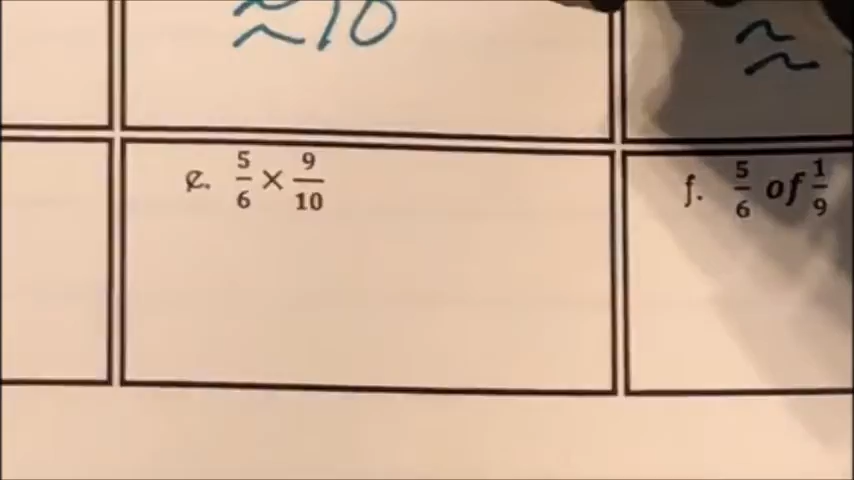 ≈10
≈
e. 5/6 × 9/10
f. 5/6 of 1/9